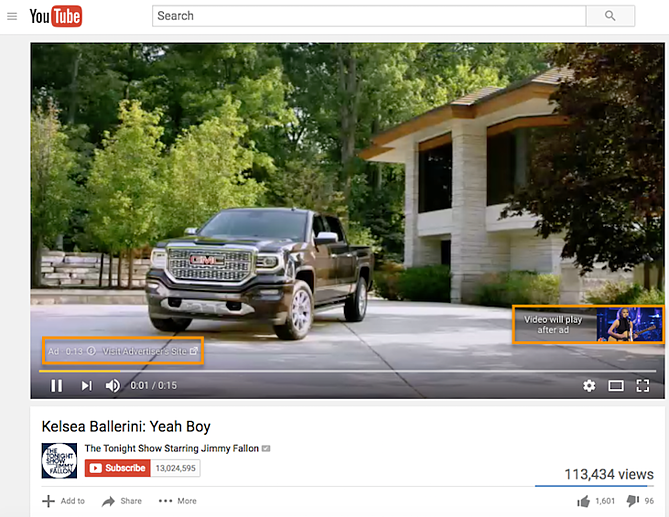 YouTube
Search
GMC
Video will play
after ad
Ad · 0:13 Visit Advertiser's Site
0:01 / 0:15
Kelsea Ballerini: Yeah Boy
THE
TONIGHT
SHOW
STARRING
JIMMY
FALLON
The Tonight Show Starring Jimmy Fallon
Subscribe 13,024,595
113,434 views
Add to Share More 1,601 96